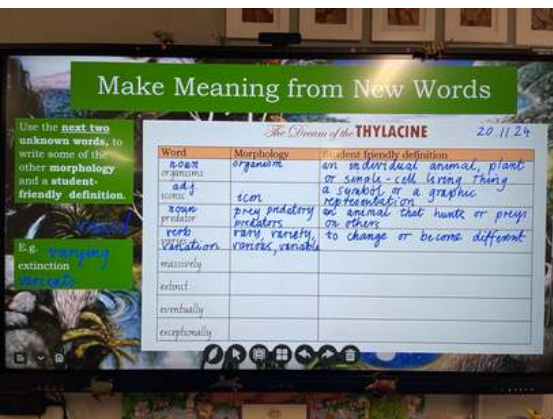 Make Meaning from New Words
Use the next two
unknown words, to
write some of the
other morphology
and a student-
friendly definition.
varied
E.g. varying
extinction
The Dream of the THYLACINE 20.11.24
Word Morphology Student friendly definition
noun organism an individual animal, plant
organisms or single-cell living thing
adj a symbol or a graphic
iconic icon representation
noun prey predatory an animal that hunts or preys
predator predators on others
verb vary, variety, to change or become different
varies
variation various, variable
massively
extinct
eventually
exceptionally